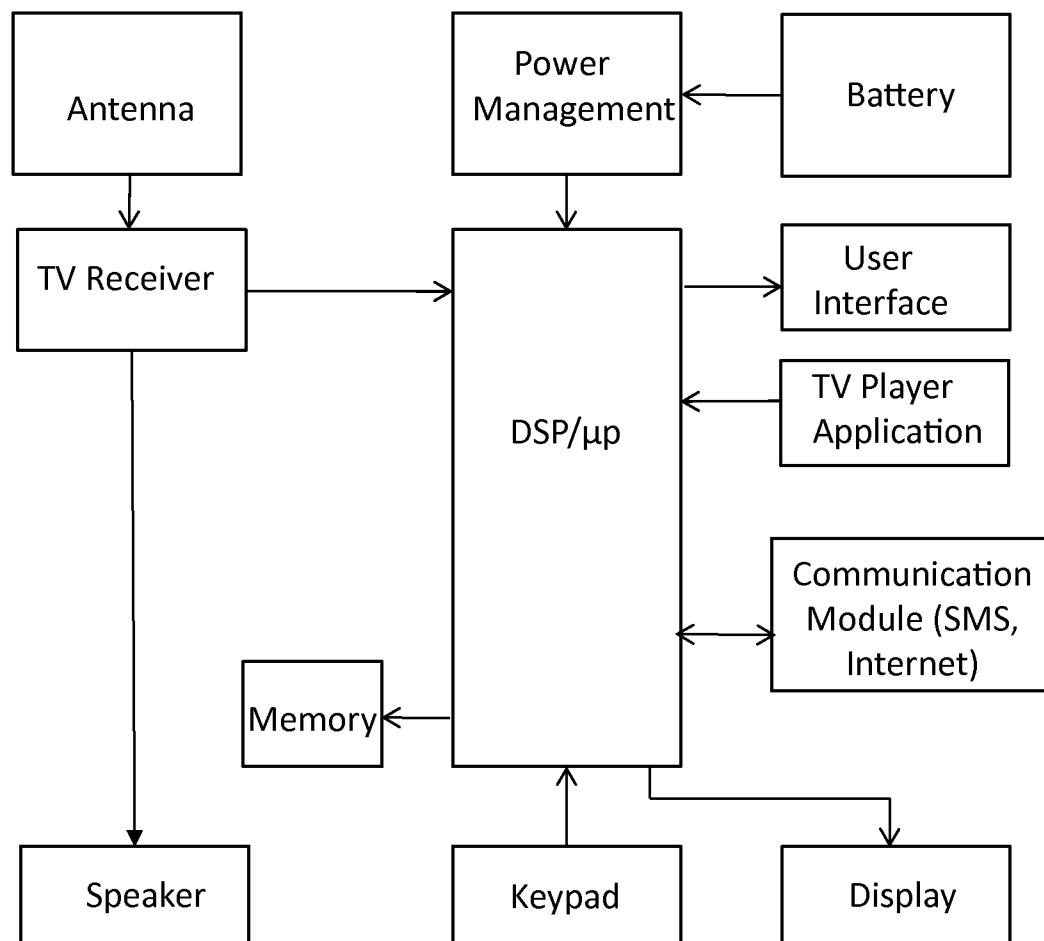 Antenna
Power
Management
Battery
TV Receiver
User
Interface
TV Player
Application
DSP/µp
Communication
Module (SMS,
Internet)
Memory
Speaker
Keypad
Display